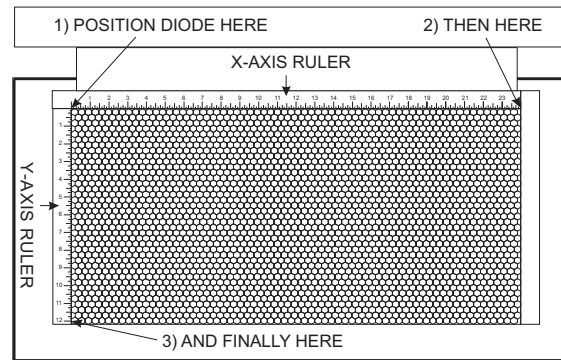 1) POSITION DIODE HERE
2) THEN HERE
X-AXIS RULER
1 2 3 4 5 6 7 8 9 10 11 12 13 14 15 16 17 18 19 20 21 22 23
1
2
3
4
5
6
7
8
9
10
11
12
Y-AXIS RULER
3) AND FINALLY HERE